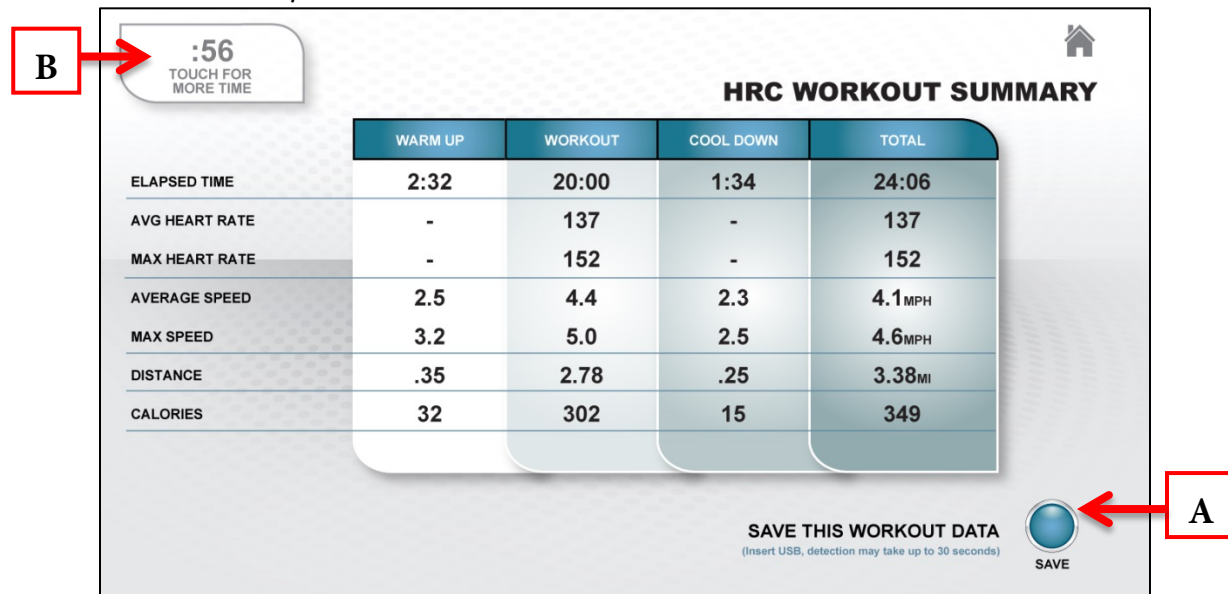 B
:56
TOUCH FOR
MORE TIME
HRC WORKOUT SUMMARY
WARM UP WORKOUT COOL DOWN TOTAL
ELAPSED TIME 2:32 20:00 1:34 24:06
AVG HEART RATE - 137 - 137
MAX HEART RATE - 152 - 152
AVERAGE SPEED 2.5 4.4 2.3 4.1MPH
MAX SPEED 3.2 5.0 2.5 4.6MPH
DISTANCE .35 2.78 .25 3.38MI
CALORIES 32 302 15 349
SAVE THIS WORKOUT DATA
(Insert USB, detection may take up to 30 seconds)
SAVE
A